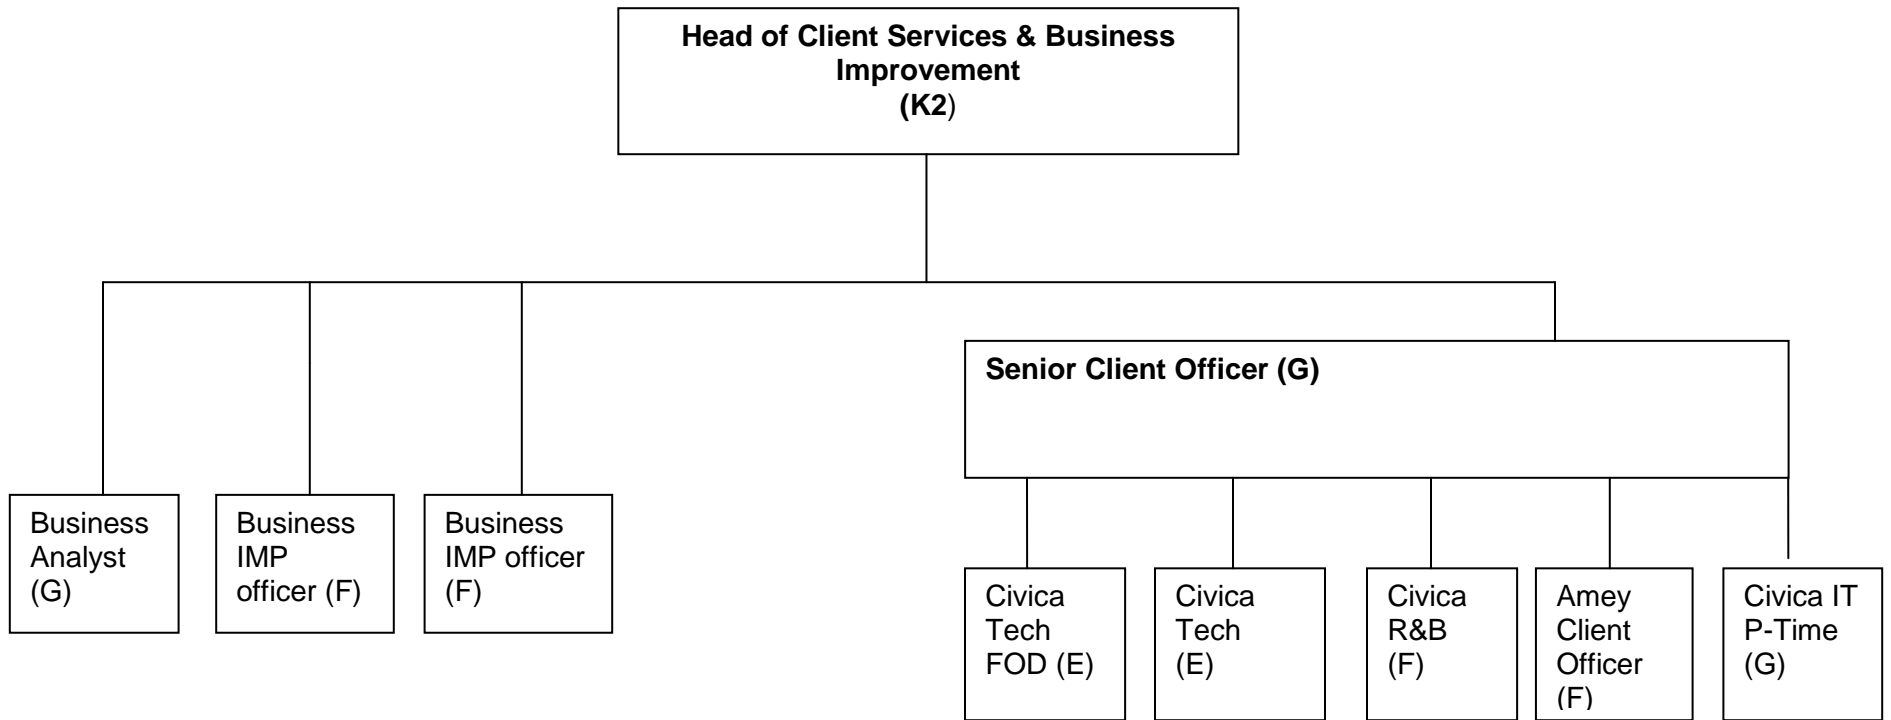 Head of Client Services & Business
Improvement
(K2)
Senior Client Officer (G)
Business
Analyst
(G)
Business
IMP
officer (F)
Business
IMP officer
(F)
Civica
Tech
FOD (E)
Civica
Tech
(E)
Civica
R&B
(F)
Amey
Client
Officer
(F)
Civica IT
P-Time
(G)